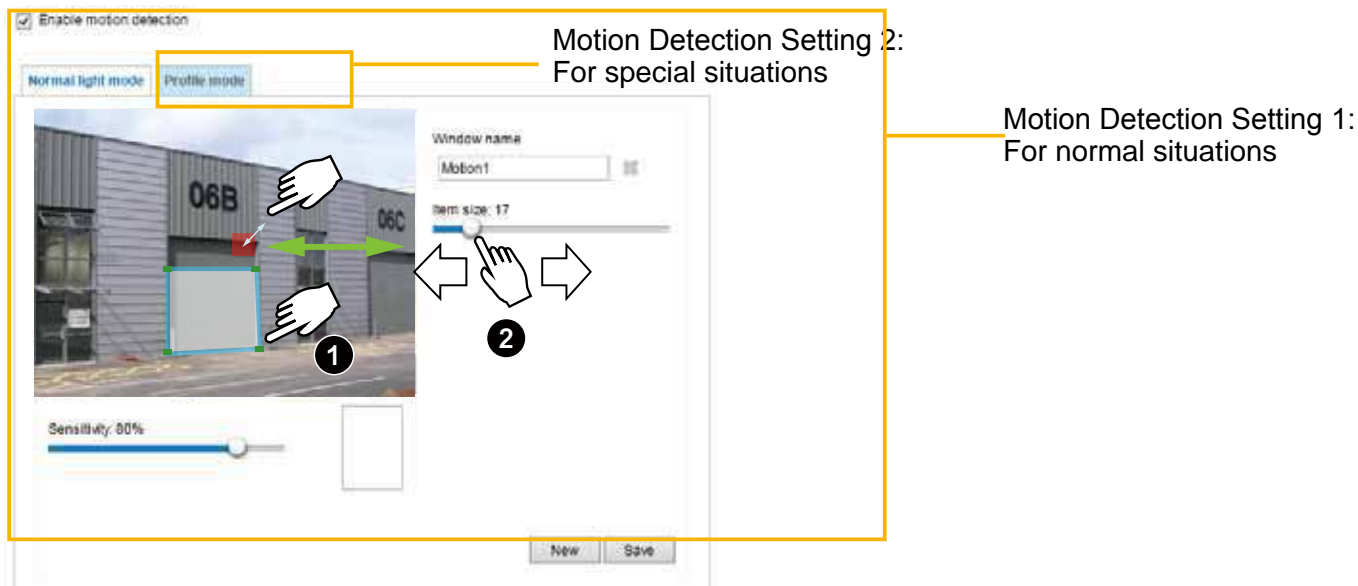 Enable motion detection
Motion Detection Setting 2:
For special situations
Normal light mode
Profile mode
Motion Detection Setting 1:
For normal situations
Window name
Motion1
06B
06C
Item size: 17
1
2
Sensitivity: 80%
New
Save